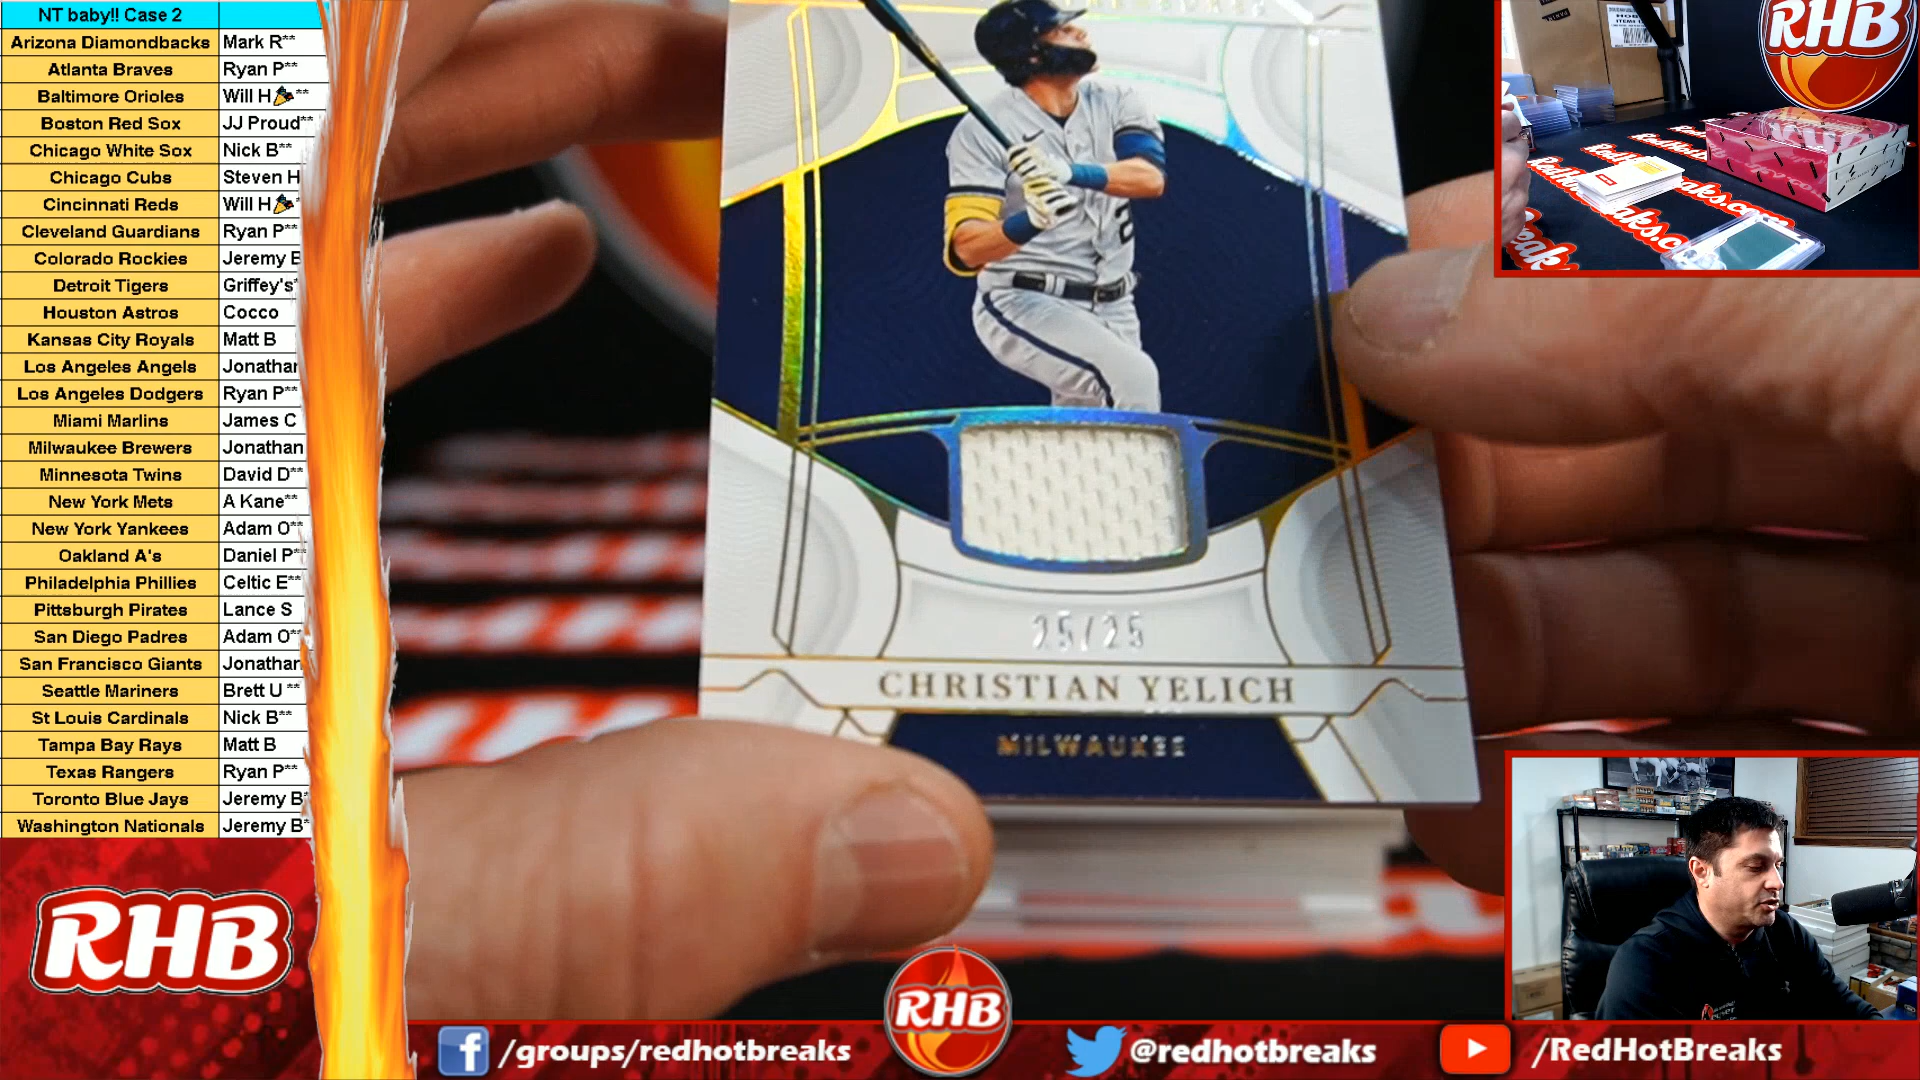 NT baby!! Case 2
Arizona Diamondbacks Mark R**
Atlanta Braves Ryan P**
Baltimore Orioles Will H **
Boston Red Sox JJ Proud**
Chicago White Sox Nick B**
Chicago Cubs Steven H
Cincinnati Reds Will H
Cleveland Guardians Ryan P**
Colorado Rockies Jeremy B
Detroit Tigers Griffey's*
Houston Astros Cocco
Kansas City Royals Matt B
Los Angeles Angels Jonathan
Los Angeles Dodgers Ryan P**
Miami Marlins James C
Milwaukee Brewers Jonathan
Minnesota Twins David D**
New York Mets A Kane**
New York Yankees Adam O**
Oakland A's Daniel P**
Philadelphia Phillies Celtic E**
Pittsburgh Pirates Lance S
San Diego Padres Adam O**
San Francisco Giants Jonathan
Seattle Mariners Brett U **
St Louis Cardinals Nick B**
Tampa Bay Rays Matt B
Texas Rangers Ryan P**
Toronto Blue Jays Jeremy B*
Washington Nationals Jeremy B*
RHB
2
25/25
CHRISTIAN YELICH
MILWAUKEE
RHB
RHB
/groups/redhotbreaks
@redhotbreaks
/RedHotBreaks